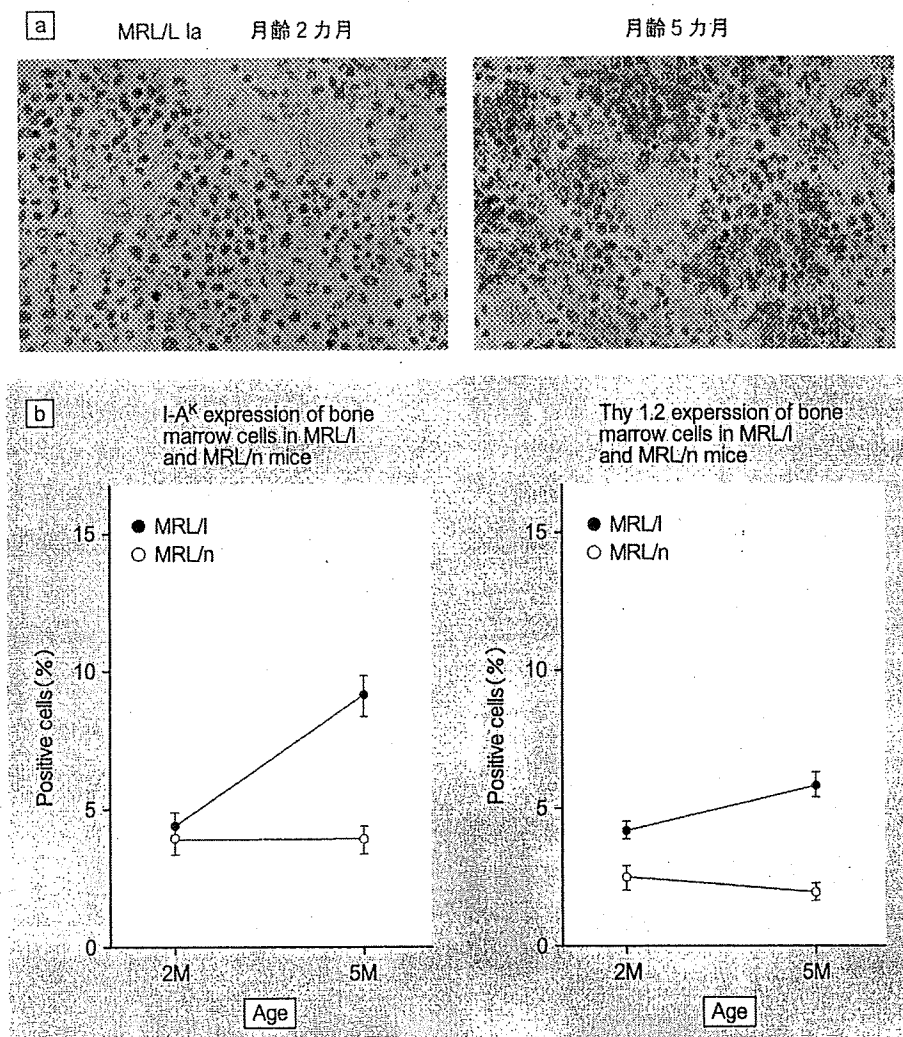 a
MRL/L Ia 月齢2カ月
月齢5カ月
b
I-Aᴷ expression of bone
marrow cells in MRL/l
and MRL/n mice
● MRL/l
○ MRL/n
Positive cells (%)
15
10
5
0
2M
5M
Age
Thy 1.2 experssion of bone
marrow cells in MRL/l
and MRL/n mice
● MRL/l
○ MRL/n
Positive cells (%)
15
10
5
0
2M
5M
Age